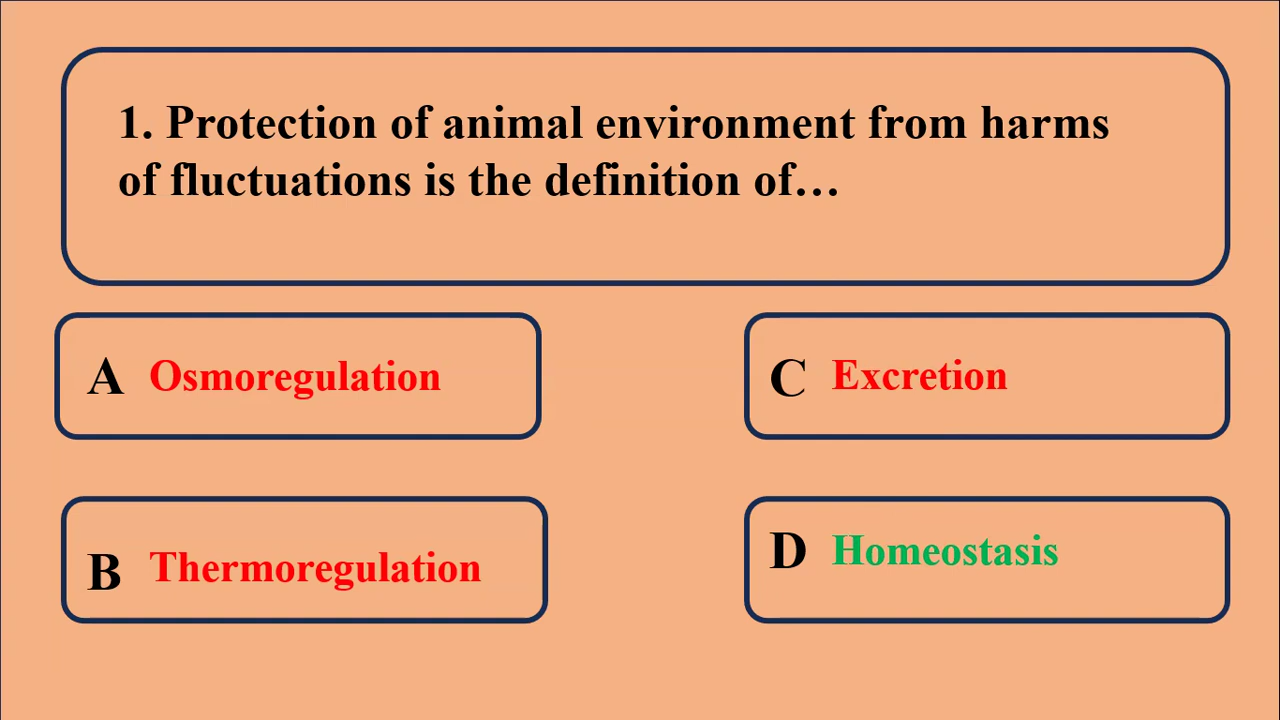 1. Protection of animal environment from harms
of fluctuations is the definition of…
A Osmoregulation
C Excretion
B Thermoregulation
D Homeostasis